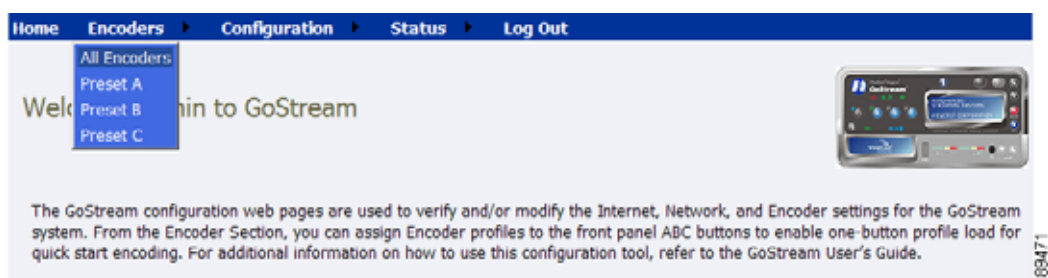 Home Encoders Configuration Status Log Out
All Encoders
Preset A
Preset B
Preset C
Welc in to GoStream
GoStream
The GoStream configuration web pages are used to verify and/or modify the Internet, Network, and Encoder settings for the GoStream
system. From the Encoder Section, you can assign Encoder profiles to the front panel ABC buttons to enable one-button profile load for
quick start encoding. For additional information on how to use this configuration tool, refer to the GoStream User's Guide.
89471